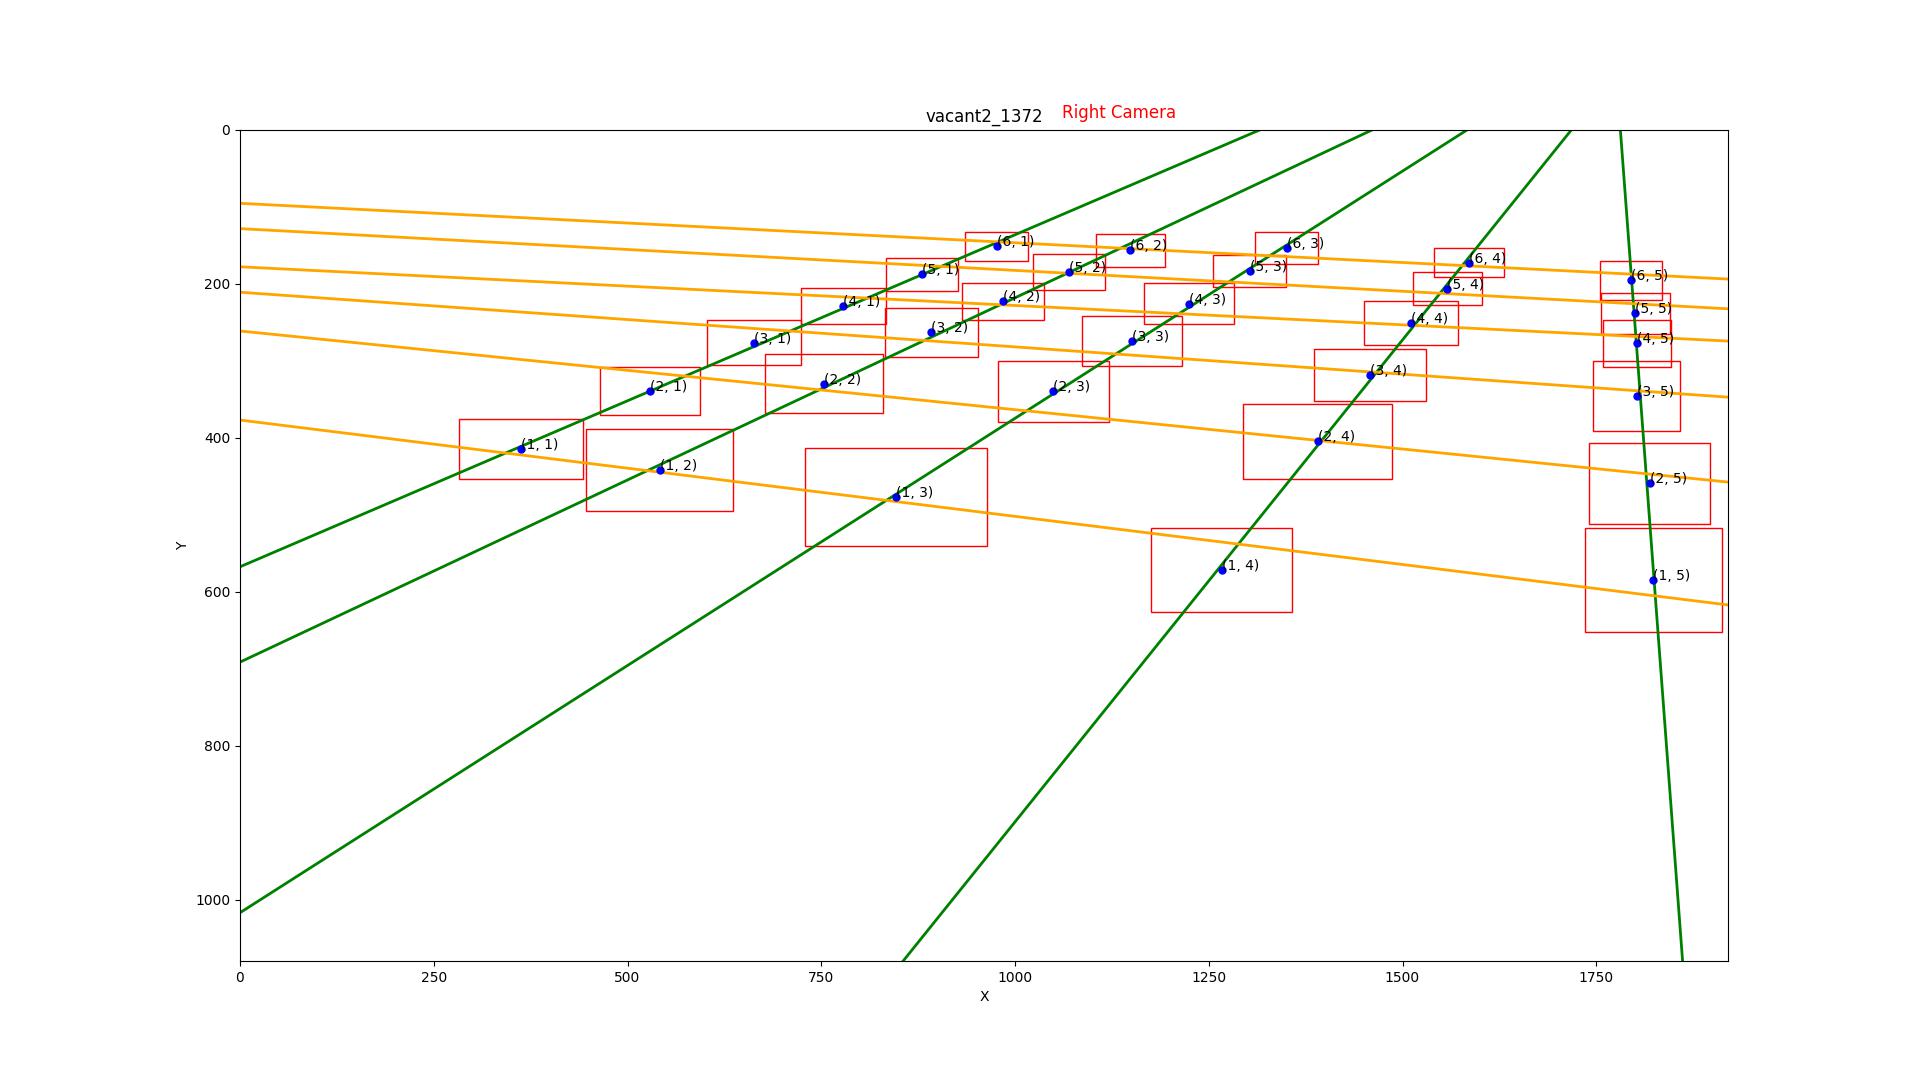 vacant2_1372 Right Camera
0
200
400
600
800
1000
Y
(6, 1) (6, 2) (6, 3) (6, 4) (6, 5)
(5, 1) (5, 2) (5, 3) (5, 4) (5, 5)
(4, 1) (4, 2) (4, 3) (4, 4) (4, 5)
(3, 1) (3, 2) (3, 3) (3, 4) (3, 5)
(2, 1) (2, 2) (2, 3) (2, 4) (2, 5)
(1, 1) (1, 2) (1, 3) (1, 4) (1, 5)
0 250 500 750 1000 1250 1500 1750
X